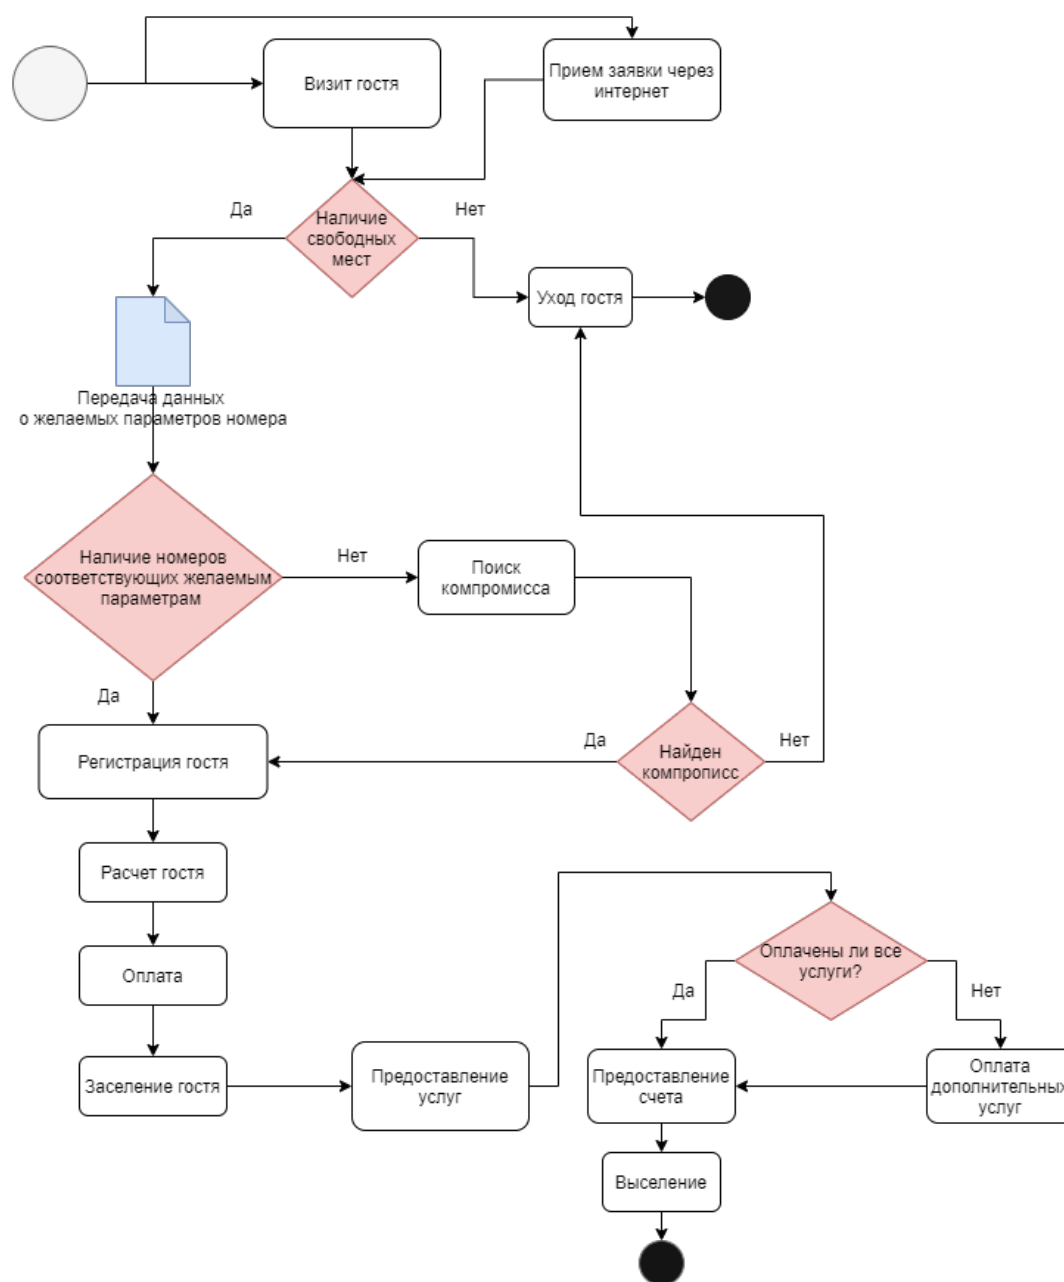 Визит гостя
Прием заявки через
интернет
Да
Наличие
свободных
мест
Нет
Уход гостя
Передача данных
о желаемых параметров номера
Наличие номеров
соответствующих желаемым
параметрам
Нет
Поиск
компромисса
Да
Регистрация гостя
Да
Найден
компрописс
Нет
Расчет гостя
Оплата
Заселение гостя
Предоставление
услуг
Оплачены ли все
услуги?
Да
Нет
Предоставление
счета
Оплата
дополнительных
услуг
Выселение